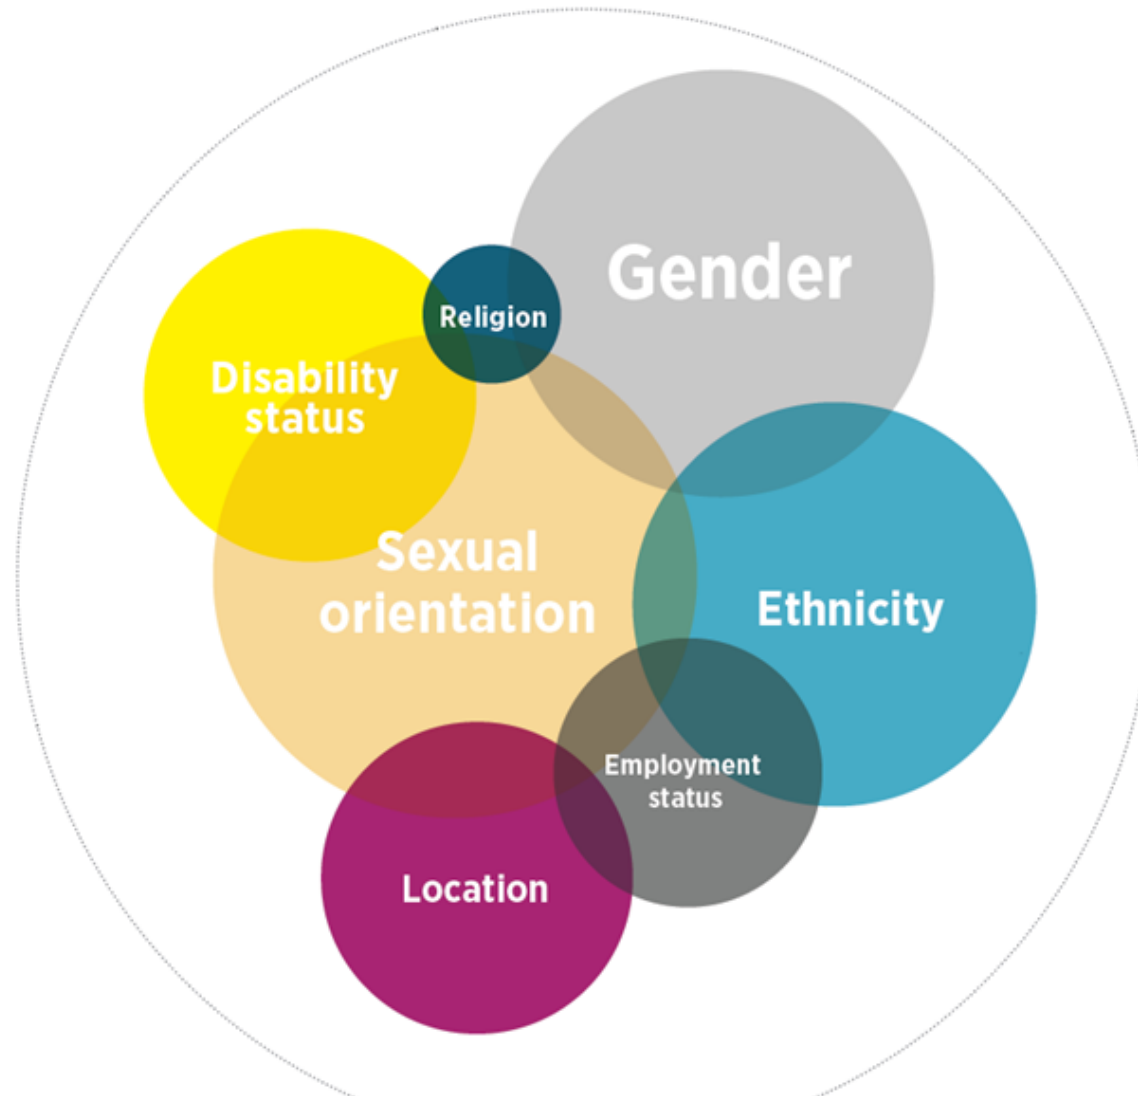 Gender
Religion
Disability
status
Sexual
orientation
Ethnicity
Employment
status
Location